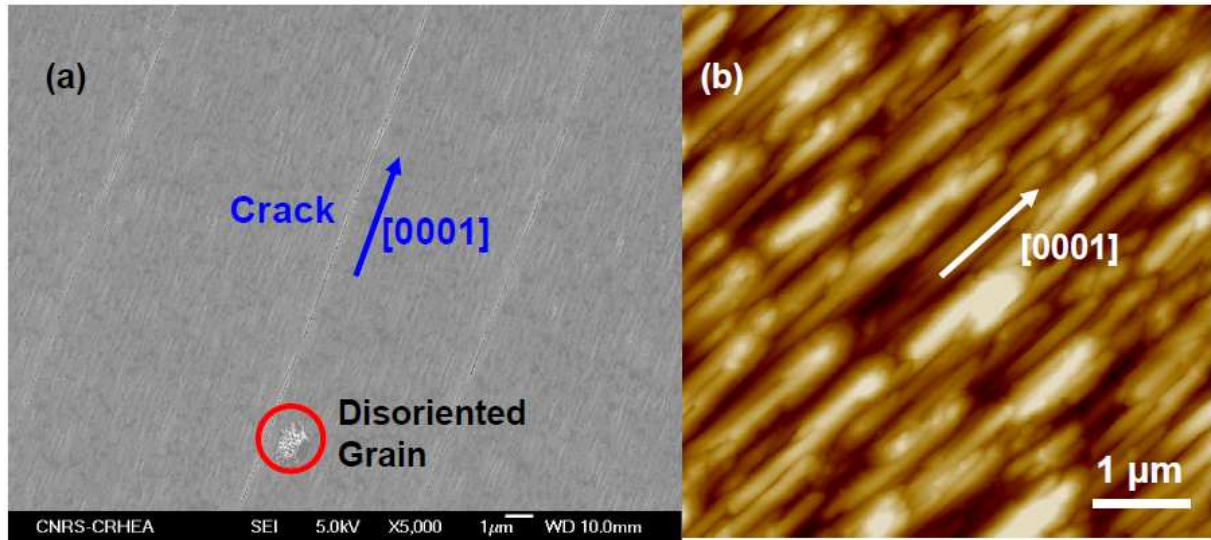 (a)
Crack
[0001]
Disoriented
Grain
CNRS-CRHEA SEI 5.0kV X5,000 1µm WD 10.0mm
(b)
[0001]
1 µm